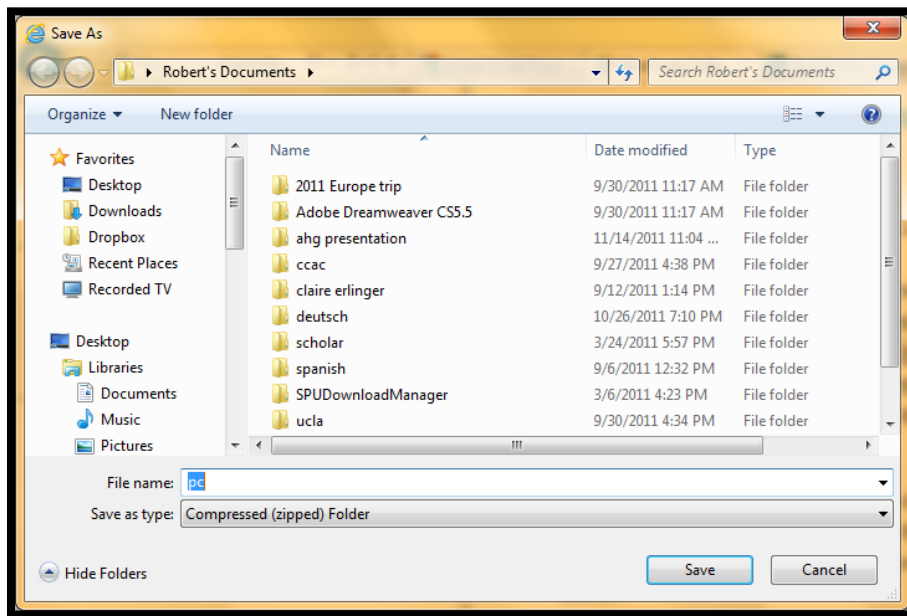 Save As
Robert's Documents
Search Robert's Documents
Organize New folder
Name Date modified Type
Favorites
Desktop
Downloads
Dropbox
Recent Places
Recorded TV
Desktop
Libraries
Documents
Music
Pictures
2011 Europe trip 9/30/2011 11:17 AM File folder
Adobe Dreamweaver CS5.5 9/30/2011 11:17 AM File folder
ahg presentation 11/14/2011 11:04 ... File folder
ccac 9/27/2011 4:38 PM File folder
claire erlinger 9/12/2011 1:14 PM File folder
deutsch 10/26/2011 7:10 PM File folder
scholar 3/24/2011 5:57 PM File folder
spanish 9/6/2011 12:32 PM File folder
SPUDownloadManager 3/6/2011 4:23 PM File folder
ucla 9/30/2011 4:34 PM File folder
File name: pc
Save as type: Compressed (zipped) Folder
Hide Folders Save Cancel